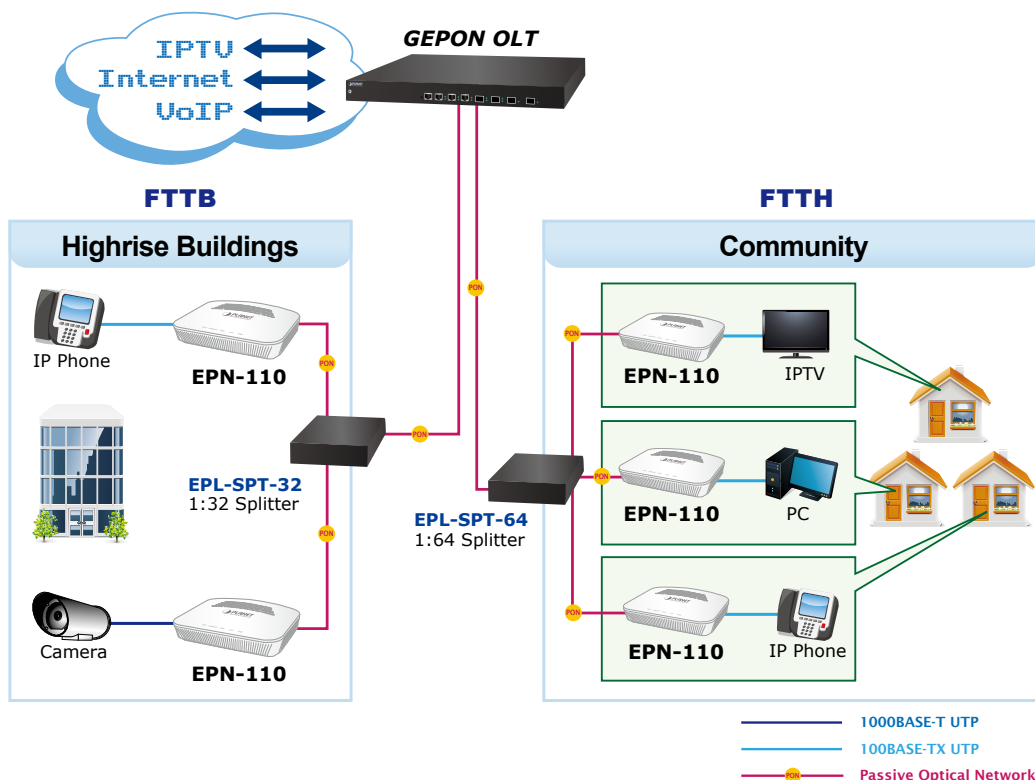 GEPON OLT
IPTV
Internet
VoIP
FTTB
FTTH
Highrise Buildings
IP Phone
EPN-110
PON
EPL-SPT-32
1:32 Splitter
PON
PON
Camera
EPN-110
PON
EPL-SPT-64
1:64 Splitter
Community
PON
EPN-110
IPTV
PON
EPN-110
PC
PON
EPN-110
IP Phone
1000BASE-T UTP
100BASE-TX UTP
PON
Passive Optical Network